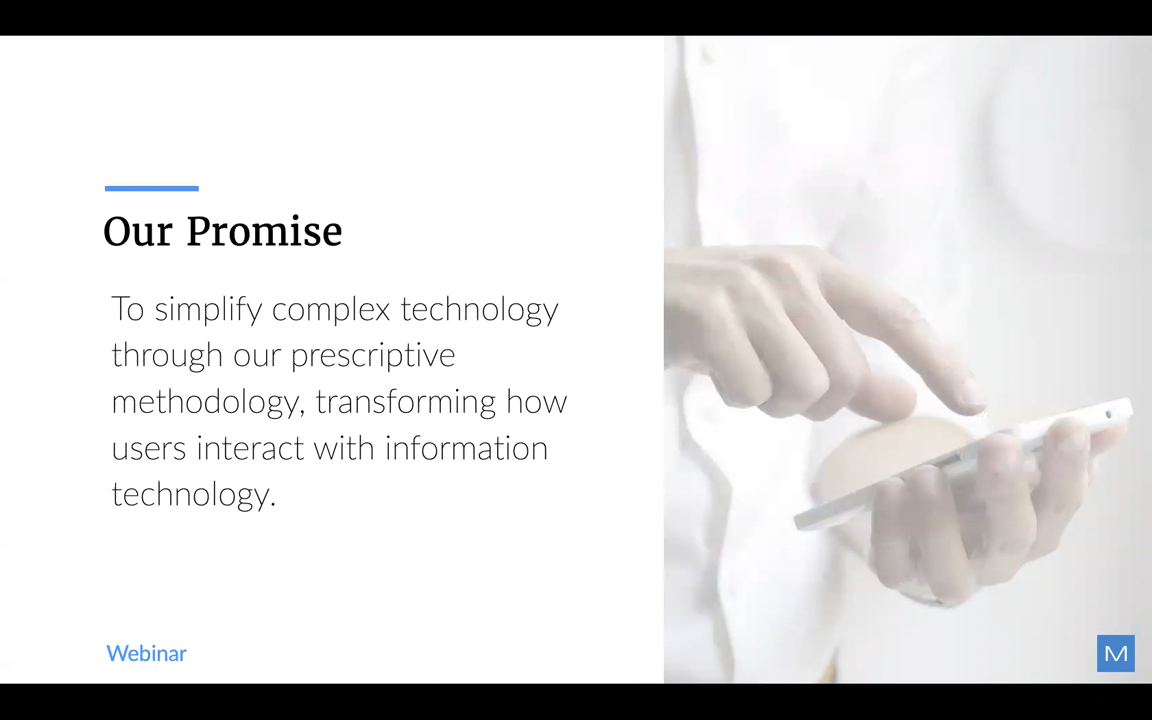 Our Promise
To simplify complex technology
through our prescriptive
methodology, transforming how
users interact with information
technology.
Webinar
M